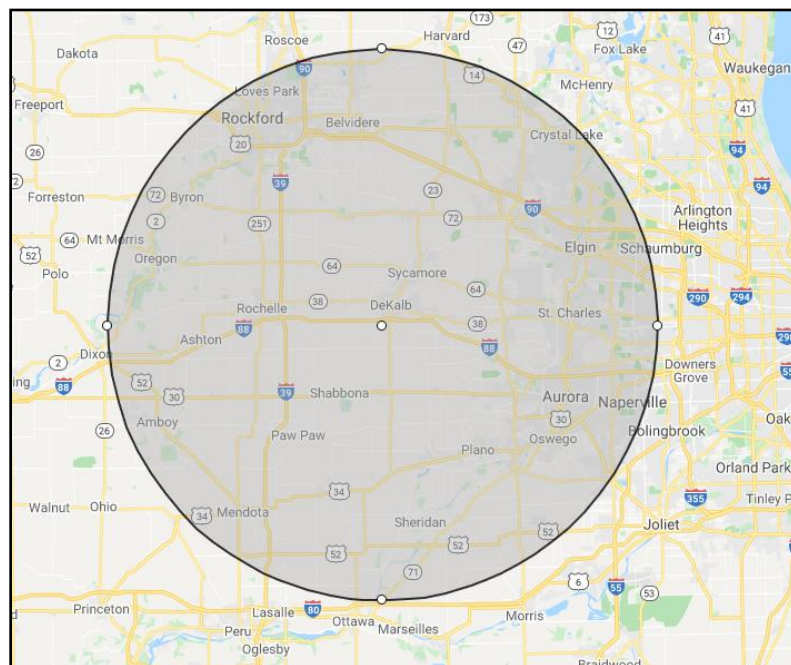 Roscoe
Harvard
173
12
41
Dakota
47
Fox Lake
90
14
Waukegan
Freeport
Loves Park
McHenry
41
Rockford
Belvidere
Crystal Lake
20
26
94
39
23
94
Forreston
72
Byron
90
2
251
72
Arlington
Heights
64
Mt Morris
Elgin
Schaumburg
52
Oregon
64
Polo
Sycamore
64
290
294
Rochelle
38
DeKalb
St. Charles
88
38
Ashton
88
Dixon
2
Downers
Grove
88
52
30
39
Shabbona
Aurora
Naperville
Amboy
30
26
Paw Paw
Oswego
Bolingbrook
Plano
Orland Park
34
355
Walnut
Ohio
34
Mendota
Sheridan
52
Joliet
52
52
71
6
55
53
Princeton
Lasalle
80
Ottawa
Morris
Peru
Marseilles
Oglesby
Braidwood